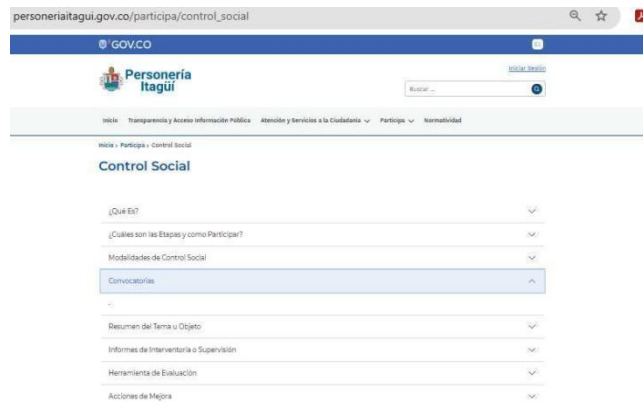 personeriaitagui.gov.co/participa/control_social
GOV.CO
Iniciar Sesión
Personería
Itagüí
Buscar ...
Inicio Transparencia y Acceso Información Pública Atención y Servicios a la Ciudadanía Participa Normatividad
Inicio > Participa > Control Social
Control Social
¿Qué Es?
¿Cuáles son las Etapas y como Participar?
Modalidades de Control Social
Convocatorias
-
Resumen del Tema u Objeto
Informes de Interventoría o Supervisión
Herramienta de Evaluación
Acciones de Mejora